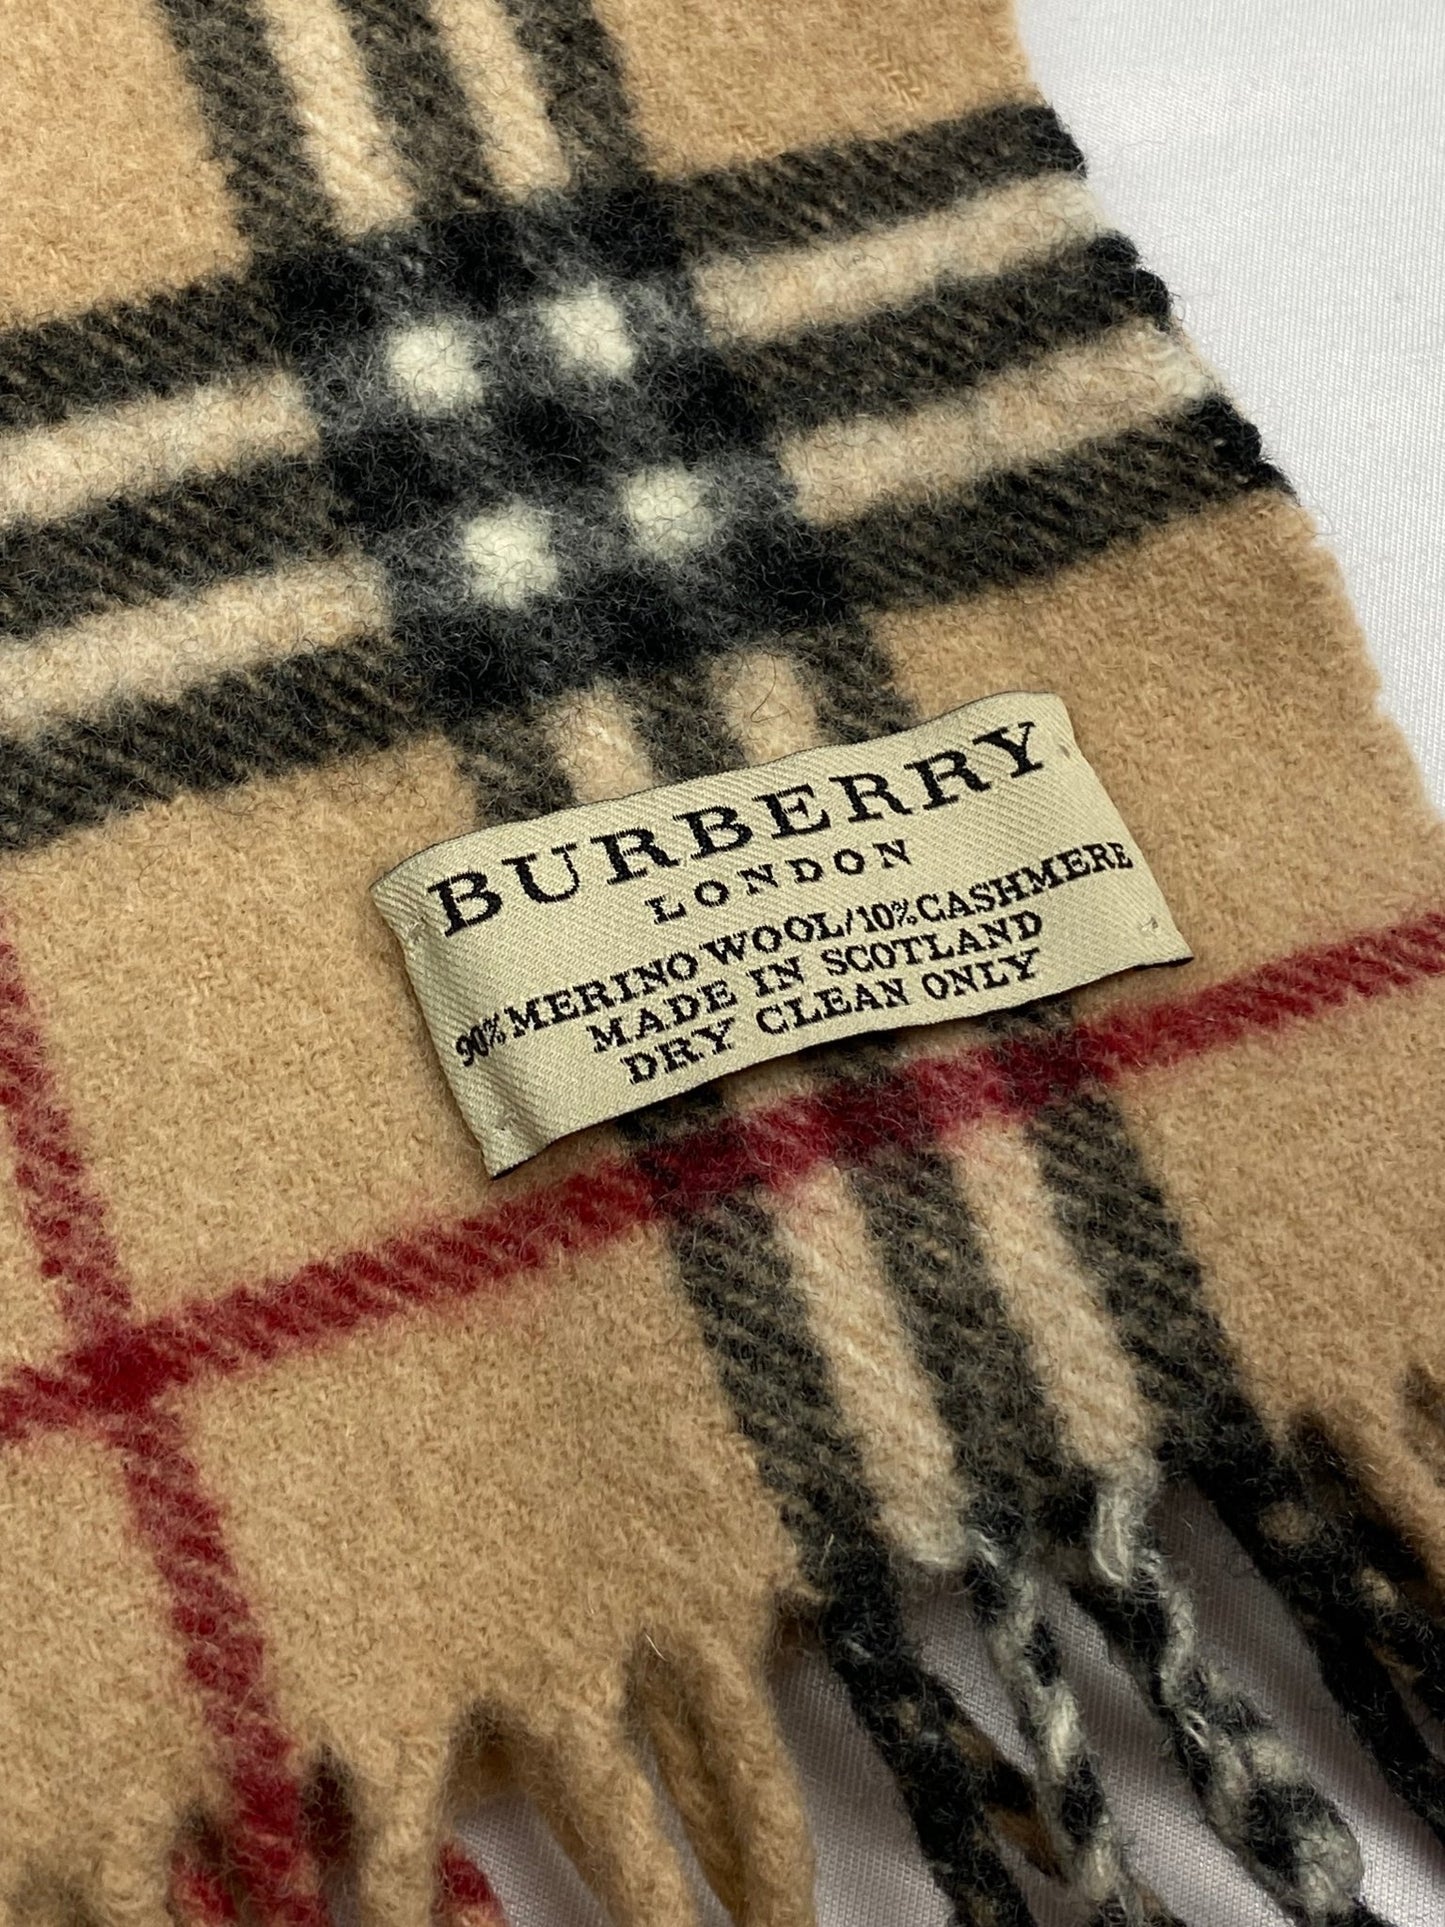 BURBERRY
LONDON
90% MERINO WOOL/10% CASHMERE
MADE IN SCOTLAND
DRY CLEAN ONLY